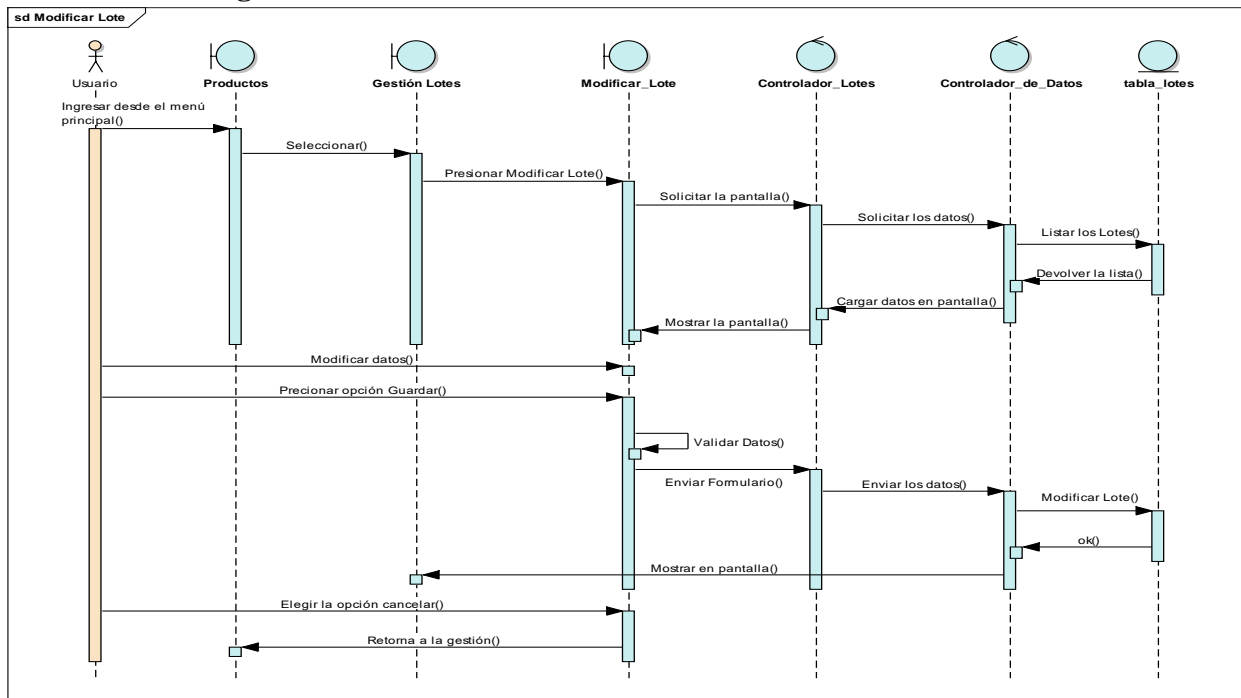 sd Modificar Lote
Usuario
Productos
Gestión Lotes
Modificar_Lote
Controlador_Lotes
Controlador_de_Datos
tabla_lotes
Ingresar desde el menú
principal()
Seleccionar()
Presionar Modificar Lote()
Solicitar la pantalla()
Solicitar los datos()
Listar los Lotes()
Devolver la lista()
Cargar datos en pantalla()
Mostrar la pantalla()
Modificar datos()
Precionar opción Guardar()
Validar Datos()
Enviar Formulario()
Enviar los datos()
Modificar Lote()
ok()
Mostrar en pantalla()
Elegir la opción cancelar()
Retorna a la gestión()